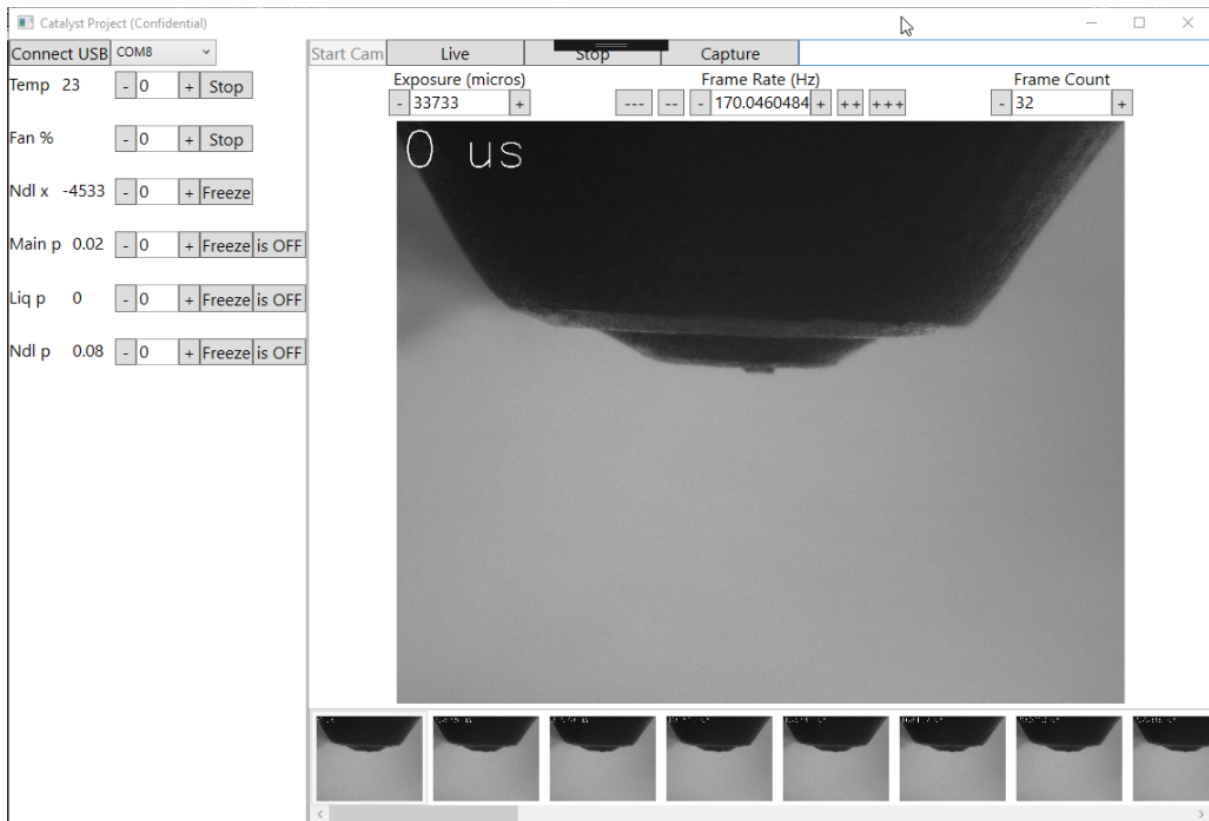 Catalyst Project (Confidential)
Connect USB COM8
Start Cam Live Stop Capture
Temp 23 - 0 + Stop
Exposure (micros) Frame Rate (Hz) Frame Count
- 33733 + --- -- - 170.0460484 + ++ +++ - 32 +
Fan % - 0 + Stop
Ndl x -4533 - 0 + Freeze
Main p 0.02 - 0 + Freeze is OFF
Liq p 0 - 0 + Freeze is OFF
Ndl p 0.08 - 0 + Freeze is OFF
0 us